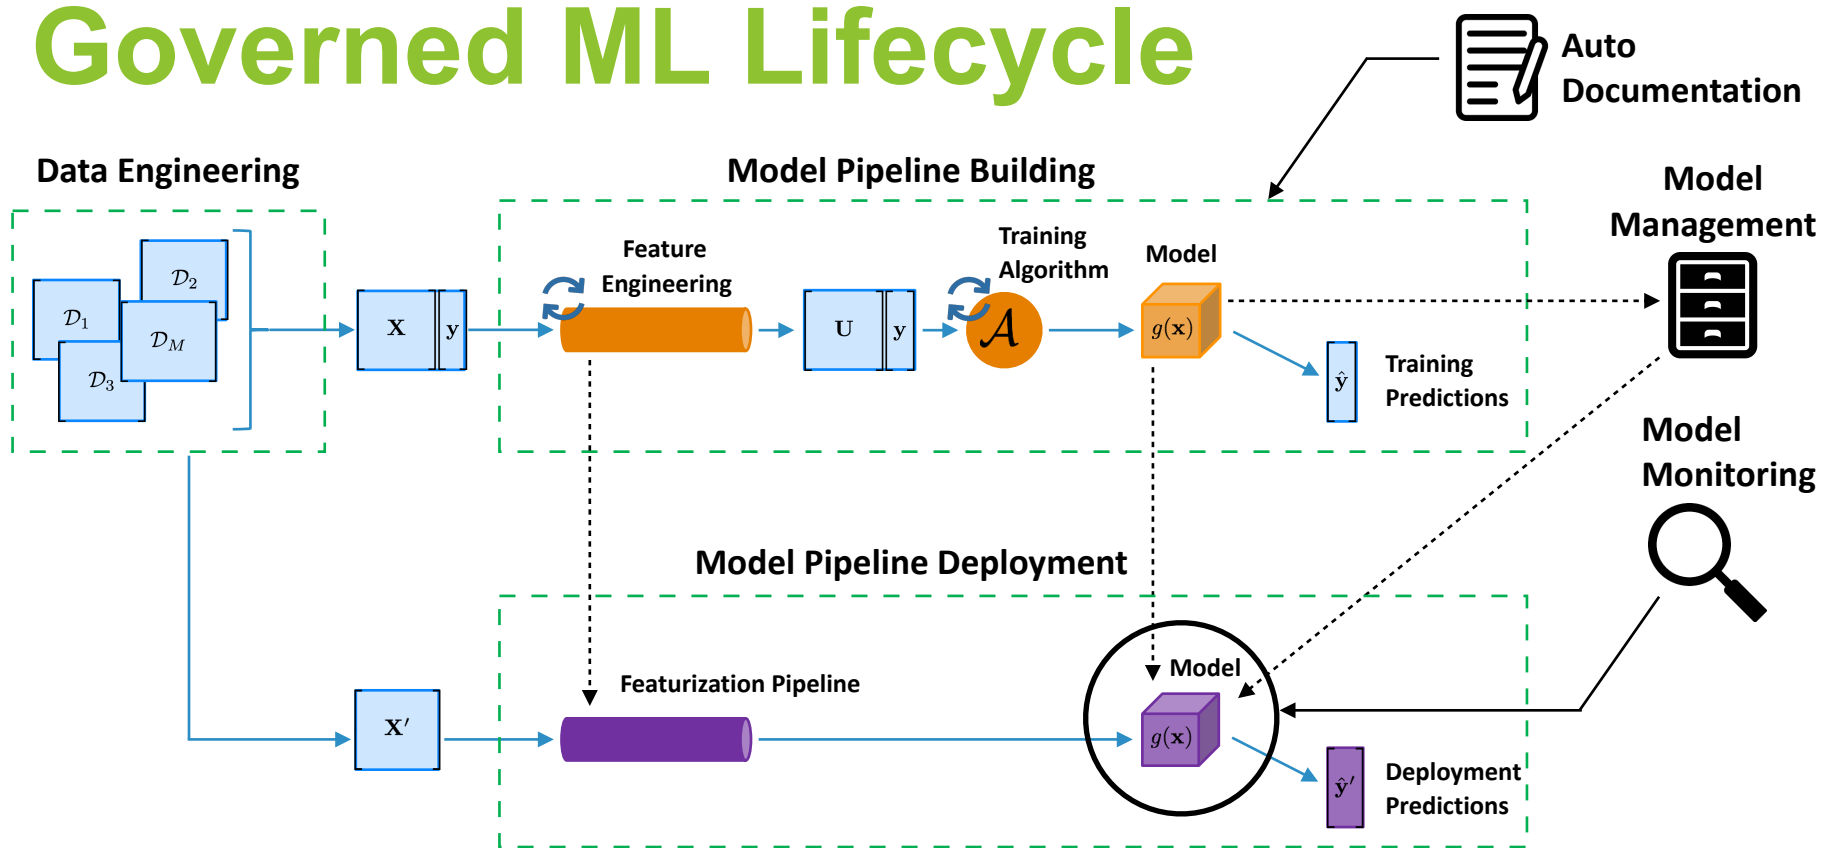 Governed ML Lifecycle
Auto
Documentation
Data Engineering
Model Pipeline Building
Model
Management
Feature
Engineering
Training
Algorithm
Model
𝒟₁
𝒟₂
𝒟₃
𝒟_M
X
y
U
y
𝒜
g(x)
ŷ
Training
Predictions
Model
Monitoring
Model Pipeline Deployment
Featurization Pipeline
Model
X′
g(x)
ŷ′
Deployment
Predictions